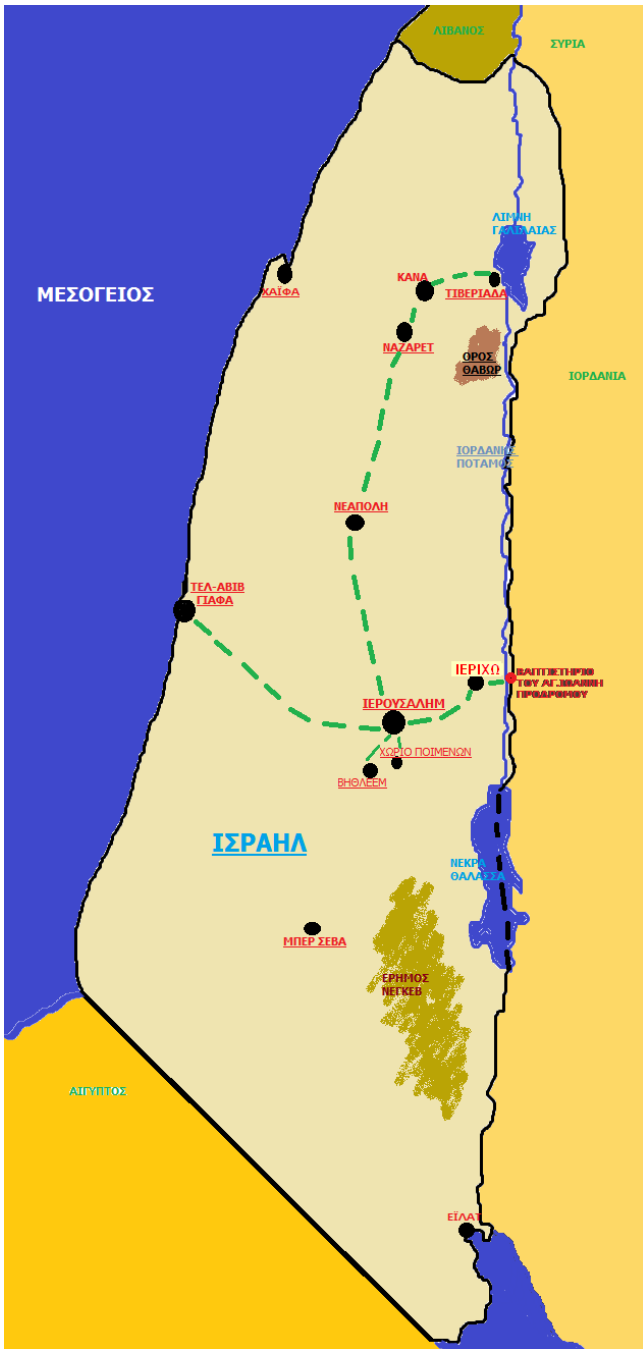 ΛΙΒΑΝΟΣ
ΣΥΡΙΑ
ΛΙΜΝΗ
ΓΑΛΙΛΑΙΑΣ
ΜΕΣΟΓΕΙΟΣ
ΧΑΪΦΑ
ΚΑΝΑ
ΤΙΒΕΡΙΑΔΑ
ΝΑΖΑΡΕΤ
ΟΡΟΣ
ΘΑΒΩΡ
ΙΟΡΔΑΝΙΑ
ΙΟΡΔΑΝΗΣ
ΠΟΤΑΜΟΣ
ΝΕΑΠΟΛΗ
ΤΕΛ-ΑΒΙΒ
ΓΙΑΦΑ
ΙΕΡΙΧΩ
ΒΑΠΤΙΣΤΗΡΙΟ
ΤΟΥ ΑΓ.ΙΩΑΝΝΗ
ΠΡΟΔΡΟΜΟΥ
ΙΕΡΟΥΣΑΛΗΜ
ΧΩΡΙΟ ΠΟΙΜΕΝΩΝ
ΒΗΘΛΕΕΜ
ΙΣΡΑΗΛ
ΝΕΚΡΑ
ΘΑΛΑΣΣΑ
ΜΠΕΡ ΣΕΒΑ
ΕΡΗΜΟΣ
ΝΕΓΚΕΒ
ΑΙΓΥΠΤΟΣ
ΕΪΛΑΤ